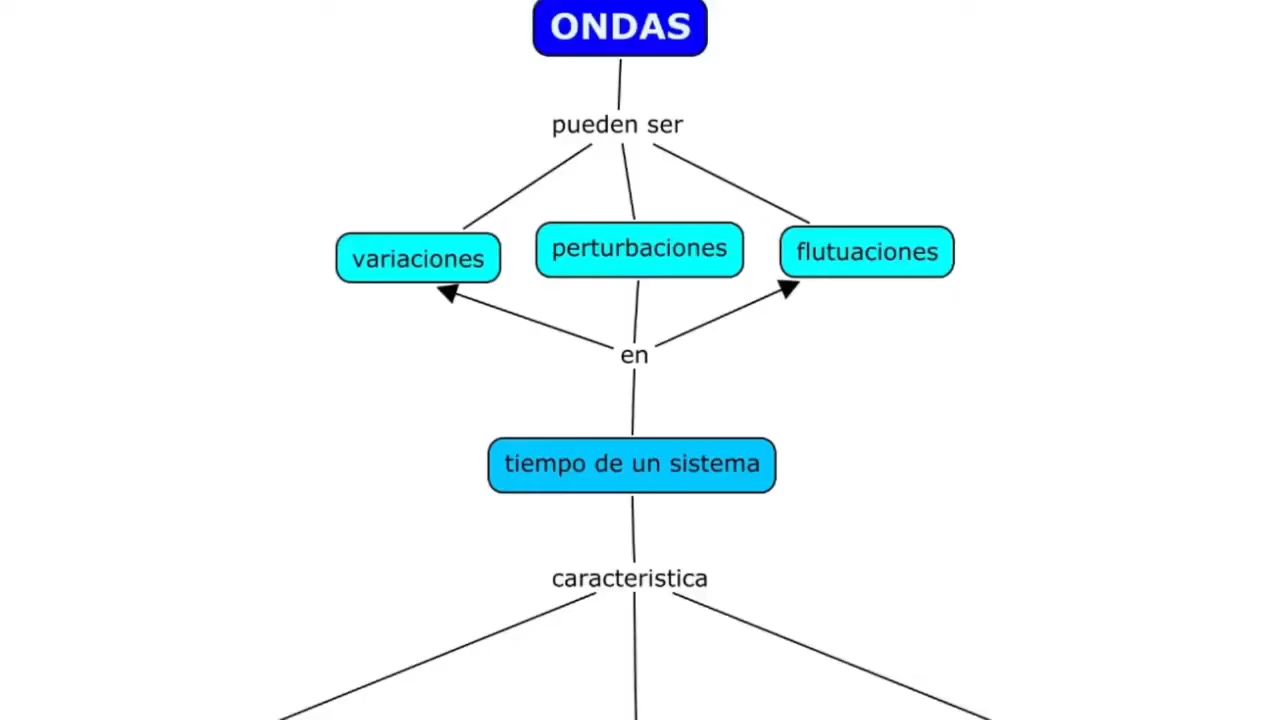 ONDAS
pueden ser
variaciones
perturbaciones
flutuaciones
en
tiempo de un sistema
caracteristica